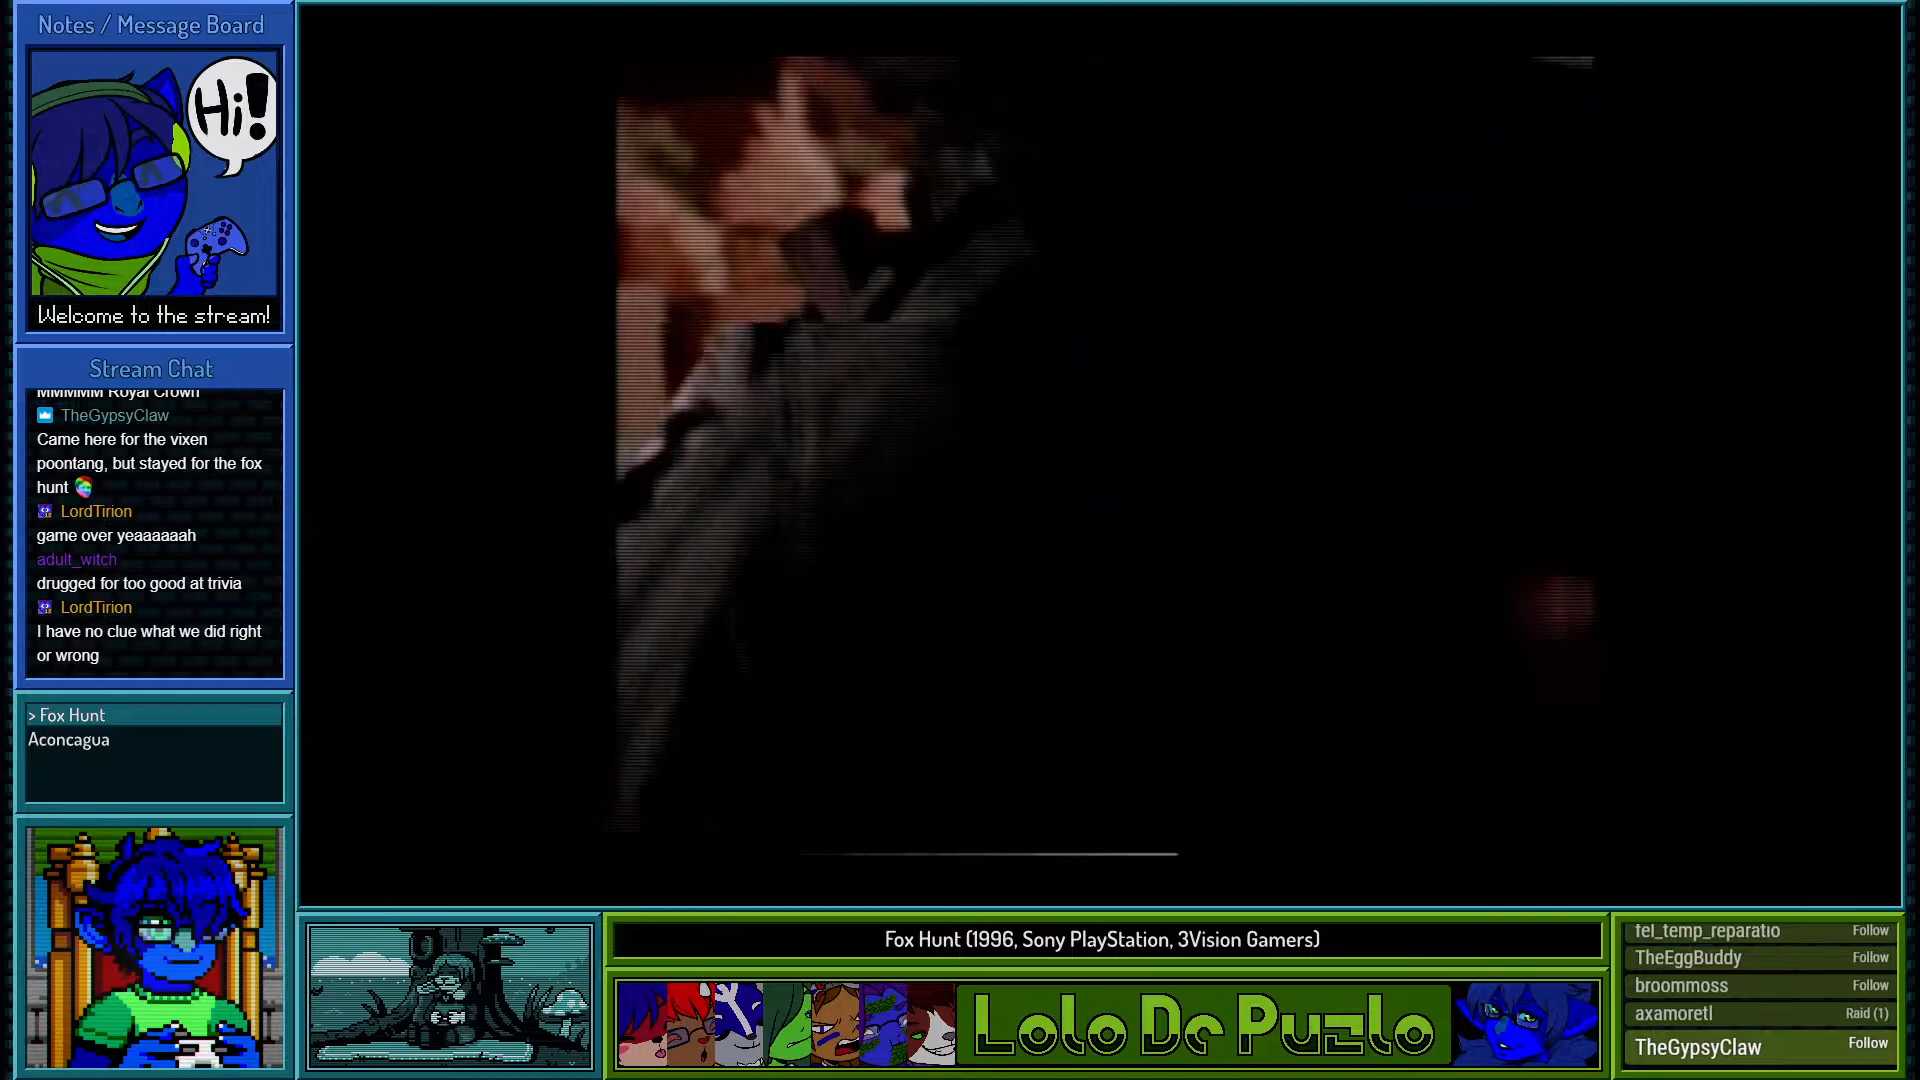 Notes / Message Board
Hi!
Welcome to the stream!
Stream Chat
MMMMM Royal Crown
TheGypsyClaw
Came here for the vixen
poontang, but stayed for the fox
hunt
LordTirion
game over yeaaaaaah
adult_witch
drugged for too good at trivia
LordTirion
I have no clue what we did right
or wrong
> Fox Hunt
Aconcagua
Fox Hunt (1996, Sony PlayStation, 3Vision Gamers)
Lolo De Puzlo
fel_temp_reparatio Follow
TheEggBuddy Follow
broommoss Follow
axamoretl Raid (1)
TheGypsyClaw Follow